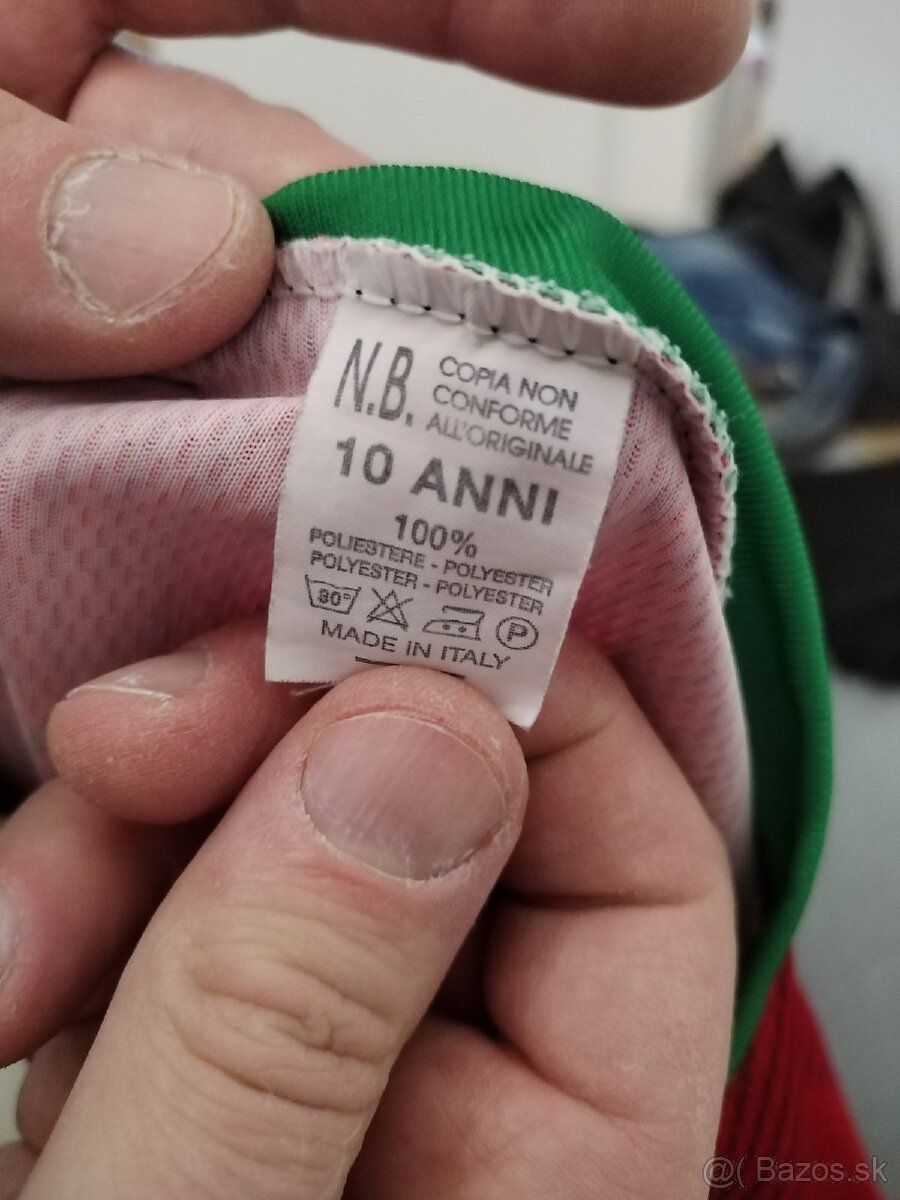 N.B. COPIA NON
CONFORME
ALL'ORIGINALE
10 ANNI
100%
POLIESTERE - POLYESTER
POLYESTER - POLYESTER
30°
P
MADE IN ITALY
@( Bazos.sk